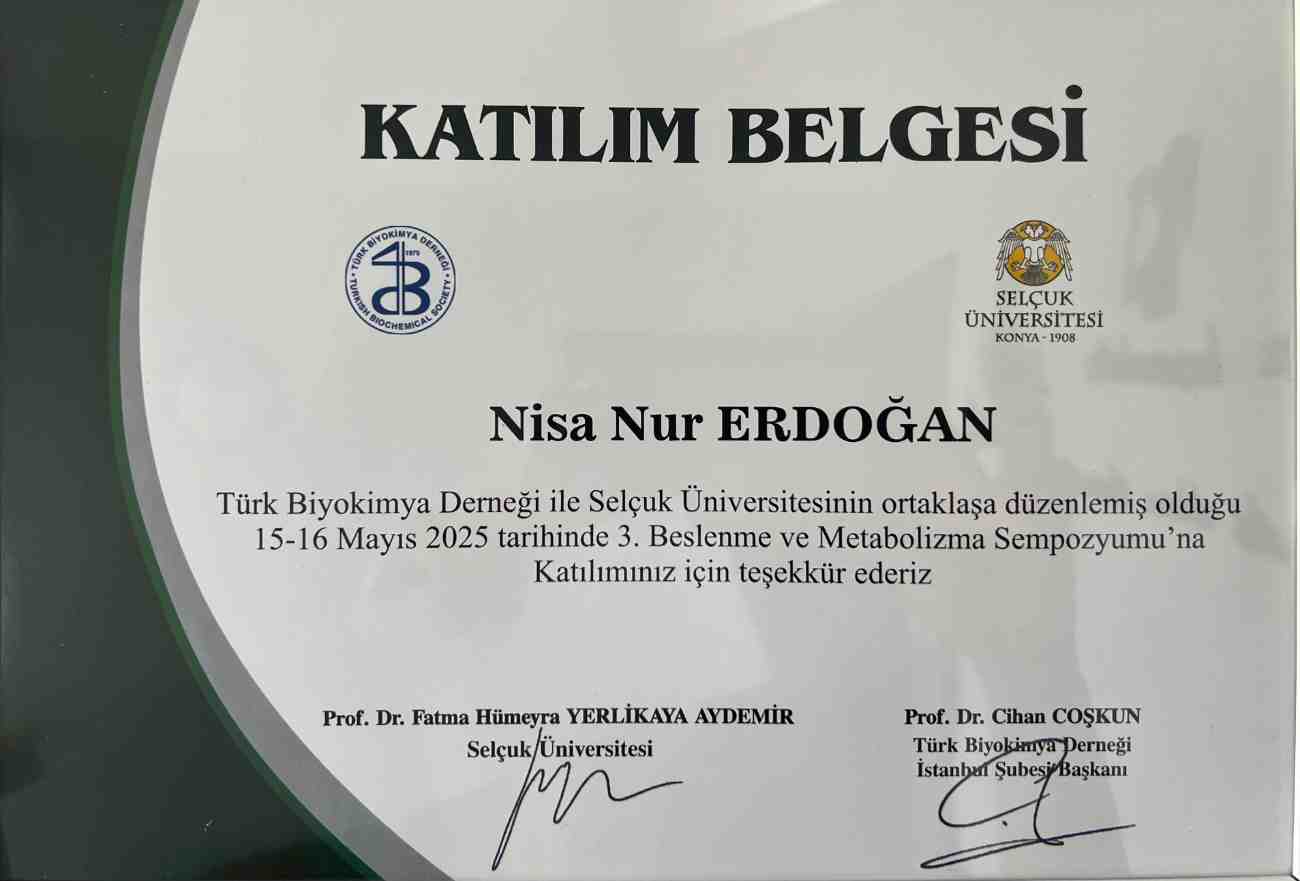 KATILIM BELGESİ
TÜRK BİYOKİMYA DERNEĞİ
1975
TURKISH BIOCHEMICAL SOCIETY
SELÇUK
ÜNİVERSİTESİ
KONYA - 1908
Nisa Nur ERDOĞAN
Türk Biyokimya Derneği ile Selçuk Üniversitesinin ortaklaşa düzenlemiş olduğu
15-16 Mayıs 2025 tarihinde 3. Beslenme ve Metabolizma Sempozyumu'na
Katılımınız için teşekkür ederiz
Prof. Dr. Fatma Hümeyra YERLİKAYA AYDEMİR
Selçuk Üniversitesi
Prof. Dr. Cihan COŞKUN
Türk Biyokimya Derneği
İstanbul Şubesi Başkanı